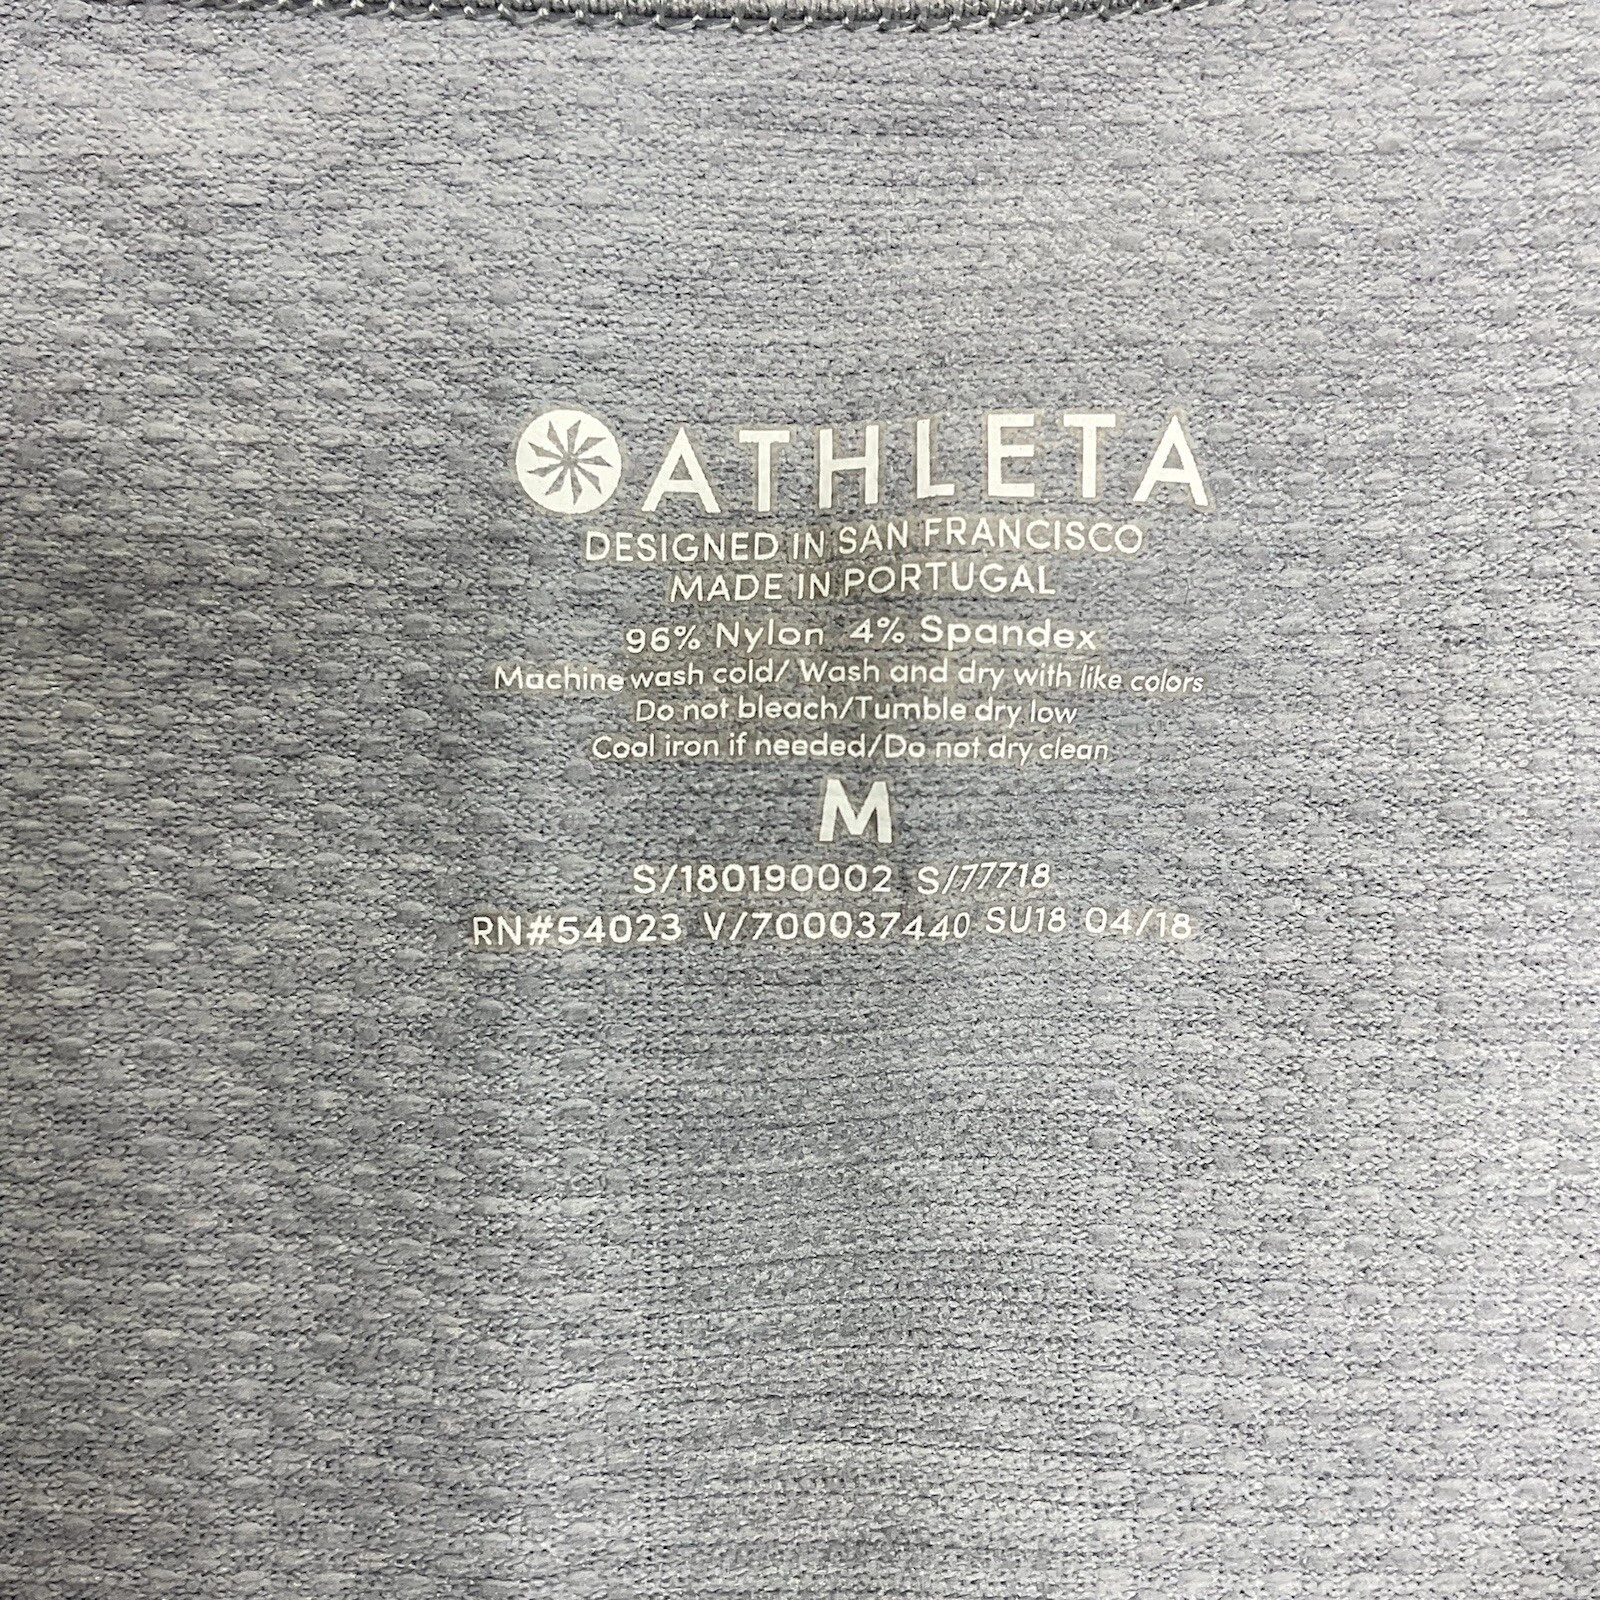 ATHLETA
DESIGNED IN SAN FRANCISCO
MADE IN PORTUGAL
96% Nylon 4% Spandex
Machine wash cold/ Wash and dry with like colors
Do not bleach/Tumble dry low
Cool iron if needed/Do not dry clean
M
S/180190002 S/77718
RN#54023 V/700037440 SU18 04/18